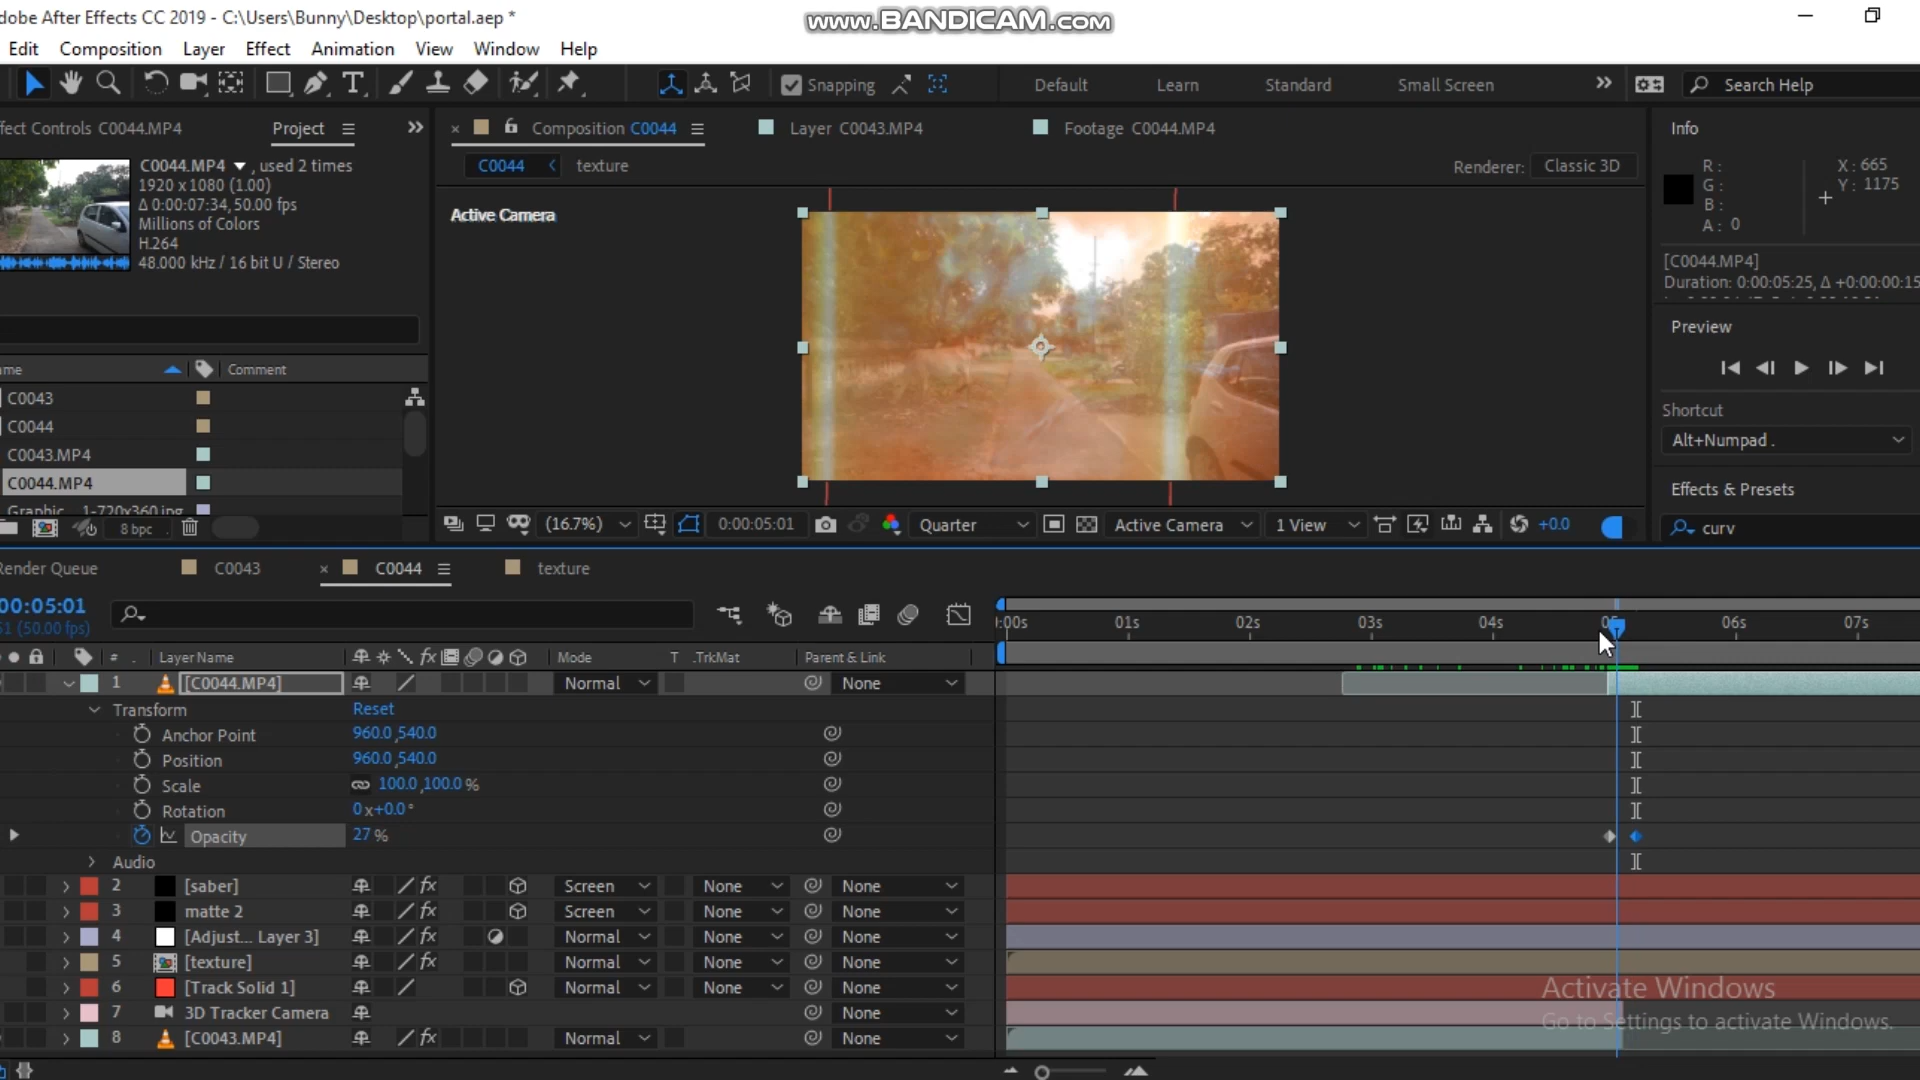 dobe After Effects CC 2019 - C:\Users\Bunny\Desktop\portal.aep *
www.BANDICAM.com
Edit Composition Layer Effect Animation View Window Help
Snapping
Default Learn Standard Small Screen
Search Help
fect Controls C0044.MP4
Project
Composition C0044
Layer C0043.MP4
Footage C0044.MP4
Info
C0044.MP4 , used 2 times
1920 x 1080 (1.00)
Δ 0:00:07:34, 50.00 fps
Millions of Colors
H.264
48.000 kHz / 16 bit U / Stereo
C0044 texture
Renderer: Classic 3D
R :
G :
B :
A : 0
X : 665
Y : 1175
Active Camera
[C0044.MP4]
Duration: 0:00:05:25, Δ +0:00:00:15
Preview
Shortcut
Alt+Numpad .
Effects & Presets
curv
ame Comment
C0043
C0044
C0043.MP4
C0044.MP4
Graphic... 1-720x360.jpg
8 bpc
(16.7%) 0:00:05:01 Quarter Active Camera 1 View +0.0
Render Queue C0043 C0044 texture
00:05:01
51 (50.00 fps)
):00s 01s 02s 03s 04s 05 06s 07s
# . Layer Name Mode T .TrkMat Parent & Link
1 [C0044.MP4] Normal None
Transform Reset
Anchor Point 960.0,540.0
Position 960.0,540.0
Scale 100.0,100.0 %
Rotation 0x+0.0°
Opacity 27 %
Audio
2 [saber] fx Screen None None
3 matte 2 fx Screen None None
4 [Adjust... Layer 3] fx Normal None None
5 [texture] fx Normal None None
6 [Track Solid 1] Normal None None
7 3D Tracker Camera None
8 [C0043.MP4] fx Normal None None
Activate Windows
Go to Settings to activate Windows.